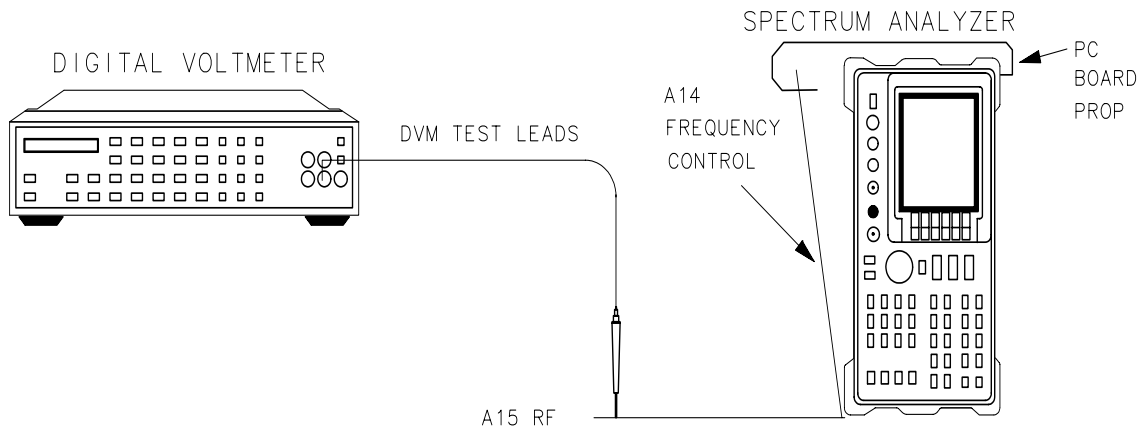 SPECTRUM ANALYZER
DIGITAL VOLTMETER
PC
BOARD
PROP
A14
FREQUENCY
CONTROL
DVM TEST LEADS
A15 RF